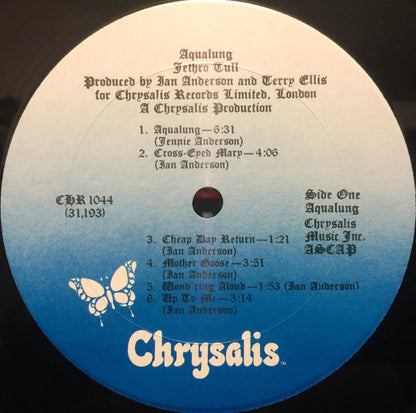 Aqualung
Jethro Tull
Produced by Ian Anderson and Terry Ellis
for Chrysalis Records Limited, London
A Chrysalis Production
1. Aqualung—6:31
(Jennie Anderson)
2. Cross-Eyed Mary—4:06
(Ian Anderson)
CHR 1044
(31,193)
Side One
Aqualung
Chrysalis
Music Inc.
ASCAP
3. Cheap Day Return—1:21
(Ian Anderson)
4. Mother Goose—3:51
(Ian Anderson)
5. Wond'ring Aloud—1:53 (Ian Anderson)
6. Up To Me—3:14
(Ian Anderson)
Chrysalis™